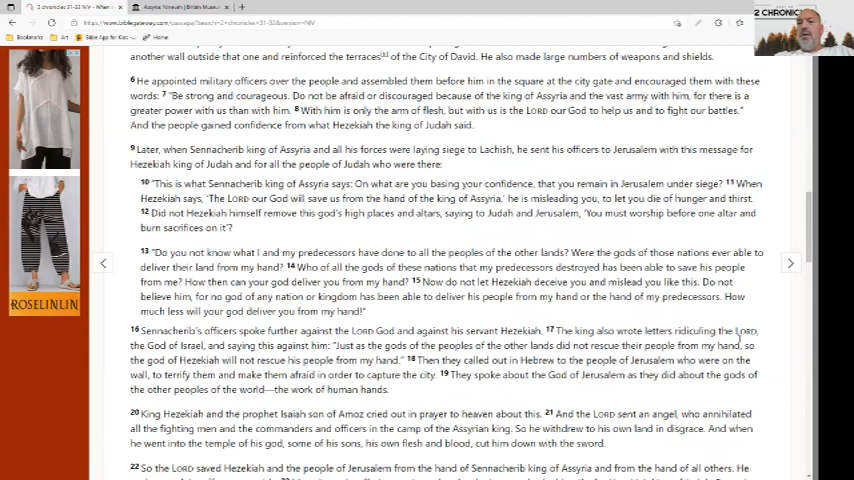 2 chronicles 31-32 NIV - When ...
Assyria: Nineveh | British Museum
https://www.biblegateway.com/passage/?search=2+chronicles+31-32&version=NIV
Bookmarks
Bible App for Kids...
Home
2 CHRONICLES
another wall outside that one and reinforced the terraces of the City of David. He also made large numbers of weapons and shields.
6 He appointed military officers over the people and assembled them before him in the square at the city gate and encouraged them with these
words: 7 "Be strong and courageous. Do not be afraid or discouraged because of the king of Assyria and the vast army with him, for there is a
greater power with us than with him. 8 With him is only the arm of flesh, but with us is the LORD our God to help us and to fight our battles."
And the people gained confidence from what Hezekiah the king of Judah said.
9 Later, when Sennacherib king of Assyria and all his forces were laying siege to Lachish, he sent his officers to Jerusalem with this message for
Hezekiah king of Judah and for all the people of Judah who were there:
10 "This is what Sennacherib king of Assyria says: On what are you basing your confidence, that you remain in Jerusalem under siege? 11 When
Hezekiah says, 'The LORD our God will save us from the hand of the king of Assyria,' he is misleading you, to let you die of hunger and thirst.
12 Did not Hezekiah himself remove this god's high places and altars, saying to Judah and Jerusalem, 'You must worship before one altar and
burn sacrifices on it'?
13 "Do you not know what I and my predecessors have done to all the peoples of the other lands? Were the gods of those nations ever able to
deliver their land from my hand? 14 Who of all the gods of these nations that my predecessors destroyed has been able to save his people
from me? How then can your god deliver you from my hand? 15 Now do not let Hezekiah deceive you and mislead you like this. Do not
believe him, for no god of any nation or kingdom has been able to deliver his people from my hand or the hand of my predecessors. How
much less will your god deliver you from my hand!"
ROSELINLIN
16 Sennacherib's officers spoke further against the LORD God and against his servant Hezekiah. 17 The king also wrote letters ridiculing the LORD,
the God of Israel, and saying this against him: "Just as the gods of the peoples of the other lands did not rescue their people from my hand, so
the god of Hezekiah will not rescue his people from my hand." 18 Then they called out in Hebrew to the people of Jerusalem who were on the
wall, to terrify them and make them afraid in order to capture the city. 19 They spoke about the God of Jerusalem as they did about the gods of
the other peoples of the world—the work of human hands.
20 King Hezekiah and the prophet Isaiah son of Amoz cried out in prayer to heaven about this. 21 And the LORD sent an angel, who annihilated
all the fighting men and the commanders and officers in the camp of the Assyrian king. So he withdrew to his own land in disgrace. And when
he went into the temple of his god, some of his sons, his own flesh and blood, cut him down with the sword.
22 So the LORD saved Hezekiah and the people of Jerusalem from the hand of Sennacherib king of Assyria and from the hand of all others. He